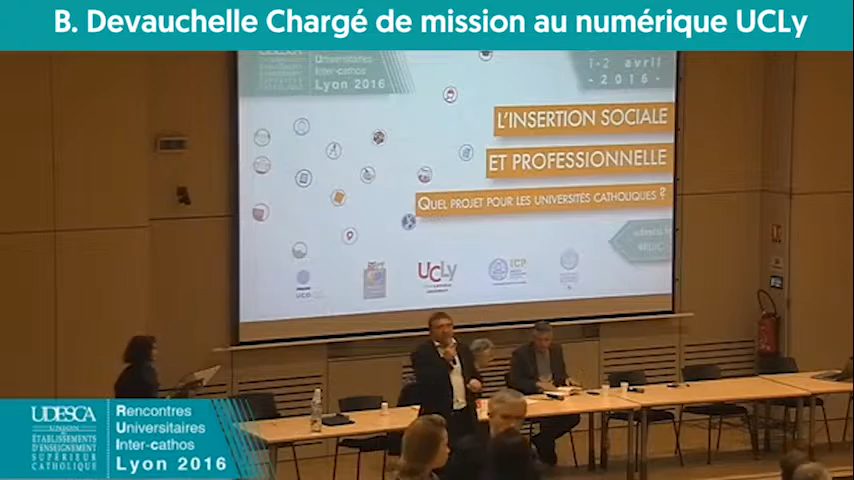 B. Devauchelle Chargé de mission au numérique UCLy
Universitaires
Inter-cathos
Lyon 2016
1-2 avril
- 2016 -
L'INSERTION SOCIALE
ET PROFESSIONNELLE
QUEL PROJET POUR LES UNIVERSITÉS CATHOLIQUES ?
UCLy
ICP
UDESCA
UNION
ÉTABLISSEMENTS
D'ENSEIGNEMENT
SUPÉRIEUR
CATHOLIQUE
Rencontres
Universitaires
Inter-cathos
Lyon 2016